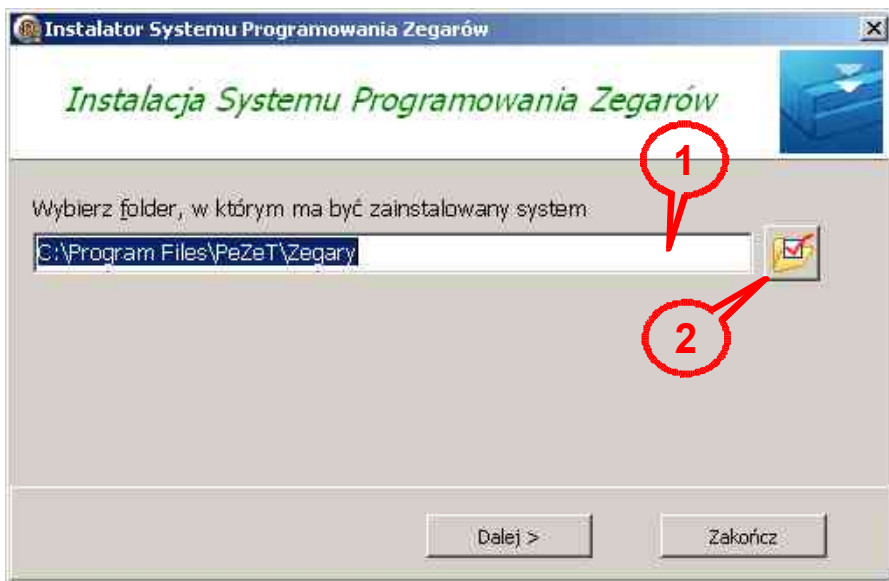 Instalator Systemu Programowania Zegarów
Instalacja Systemu Programowania Zegarów
1
Wybierz folder, w którym ma być zainstalowany system
C:\Program Files\PeZeT\Zegary
2
Dalej >
Zakończ